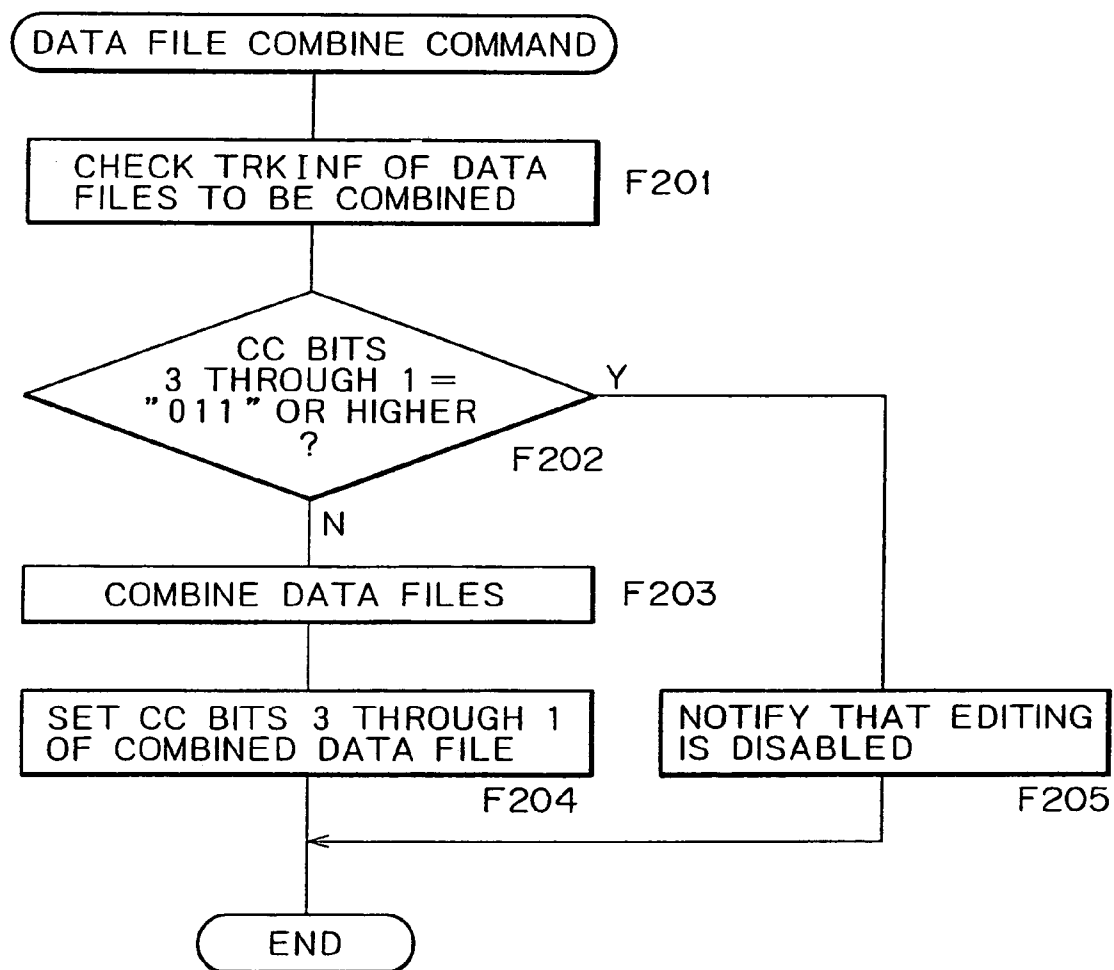 DATA FILE COMBINE COMMAND
CHECK TRKINF OF DATA
FILES TO BE COMBINED
F201
CC BITS
3 THROUGH 1 =
"011" OR HIGHER
?
Y
F202
N
COMBINE DATA FILES
F203
SET CC BITS 3 THROUGH 1
OF COMBINED DATA FILE
F204
NOTIFY THAT EDITING
IS DISABLED
F205
END